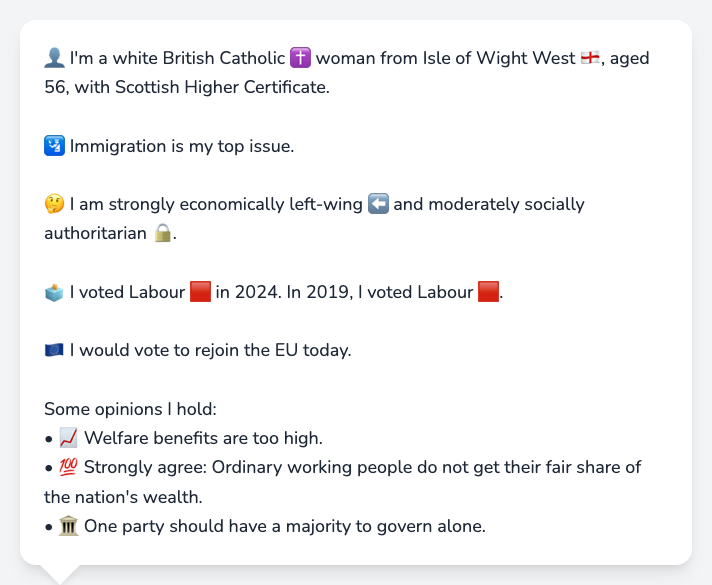 👤 I'm a white British Catholic ✝️ woman from Isle of Wight West 🏴󠁧󠁢󠁥󠁮󠁧󠁿, aged
56, with Scottish Higher Certificate.
🛂 Immigration is my top issue.
🤔 I am strongly economically left-wing ⬅️ and moderately socially
authoritarian 🔒.
🗳️ I voted Labour 🟥 in 2024. In 2019, I voted Labour 🟥.
🇪🇺 I would vote to rejoin the EU today.
Some opinions I hold:
• 📈 Welfare benefits are too high.
• 💯 Strongly agree: Ordinary working people do not get their fair share of
the nation's wealth.
• 🏛️ One party should have a majority to govern alone.